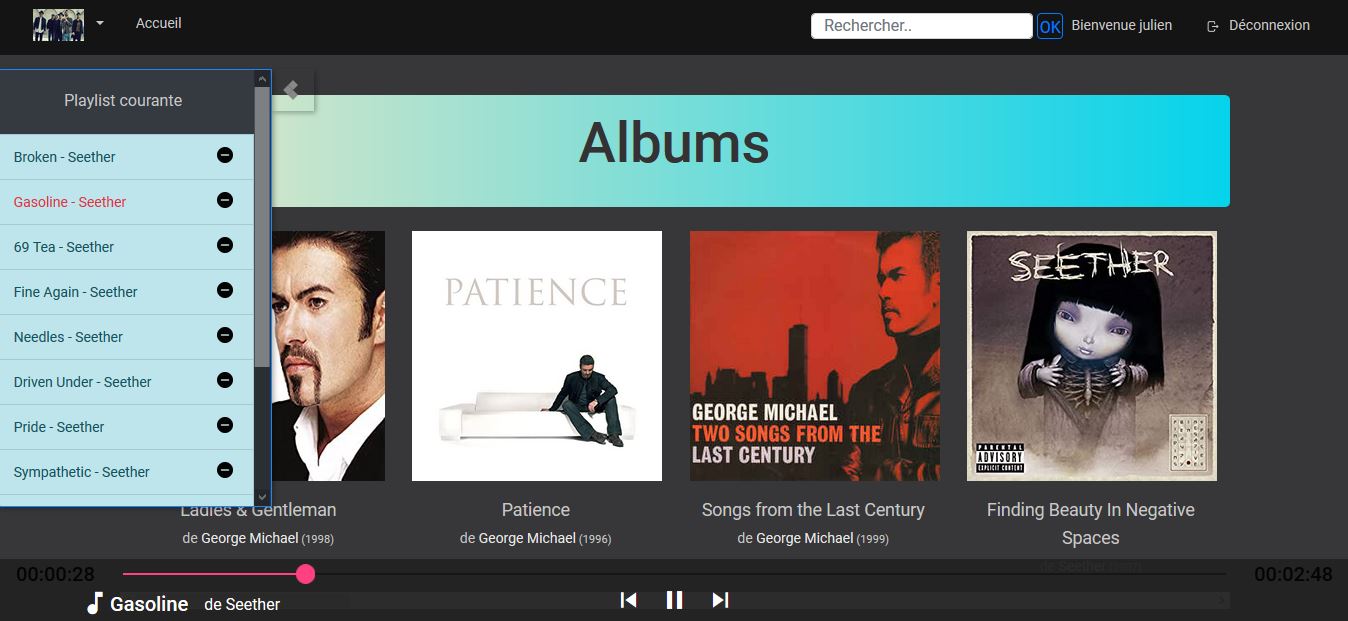 Accueil
Rechercher..
OK
Bienvenue julien
Déconnexion
Playlist courante
Broken - Seether
Gasoline - Seether
69 Tea - Seether
Fine Again - Seether
Needles - Seether
Driven Under - Seether
Pride - Seether
Sympathetic - Seether
Albums
PATIENCE
GEORGE MICHAEL
TWO SONGS FROM THE
LAST CENTURY
SEETHER
PARENTAL
ADVISORY
EXPLICIT CONTENT
Ladies & Gentleman
de George Michael (1998)
Patience
de George Michael (1996)
Songs from the Last Century
de George Michael (1999)
Finding Beauty In Negative
Spaces
de Seether (2007)
00:00:28
00:02:48
Gasoline de Seether